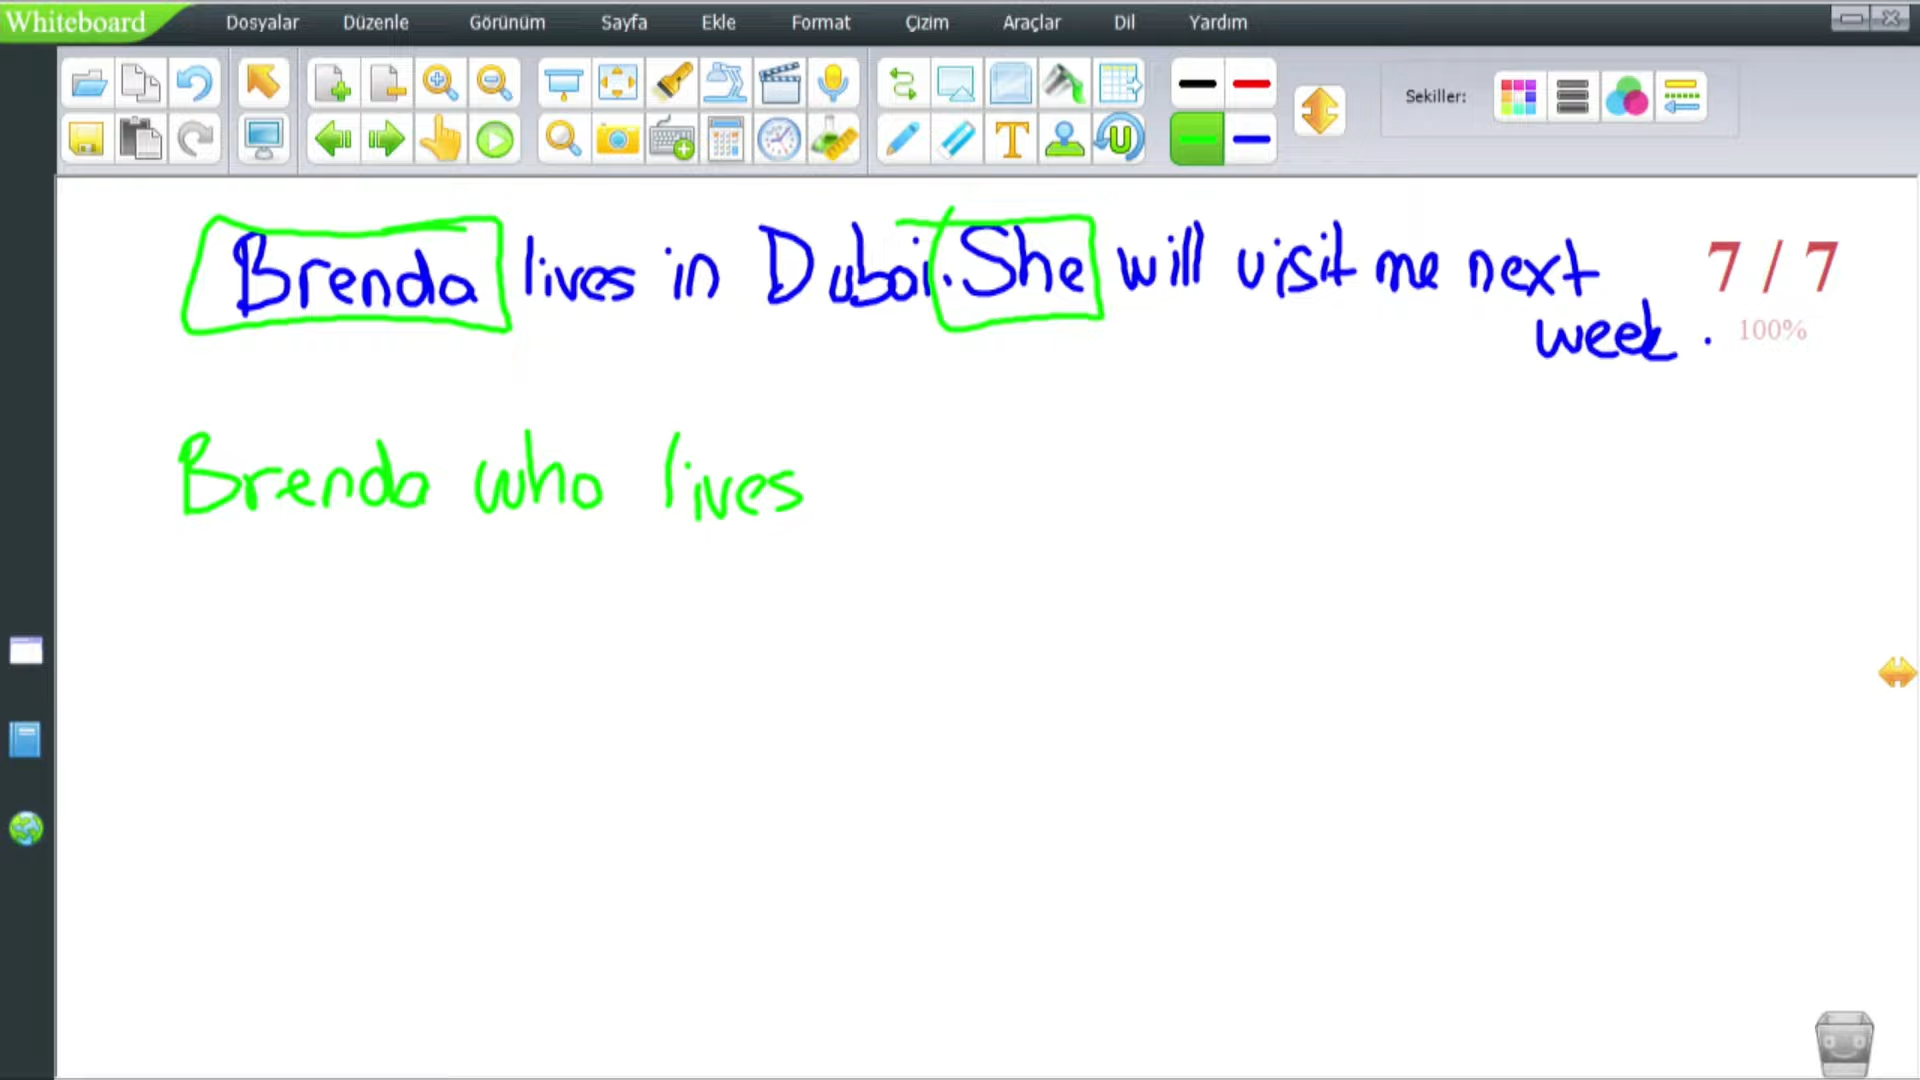 Whiteboard Dosyalar Düzenle Görünüm Sayfa Ekle Format Çizim Araçlar Dil Yardım
Sekiller:
Brenda lives in Dubai. She will visit me next
week.
7 / 7
100%
Brenda who lives